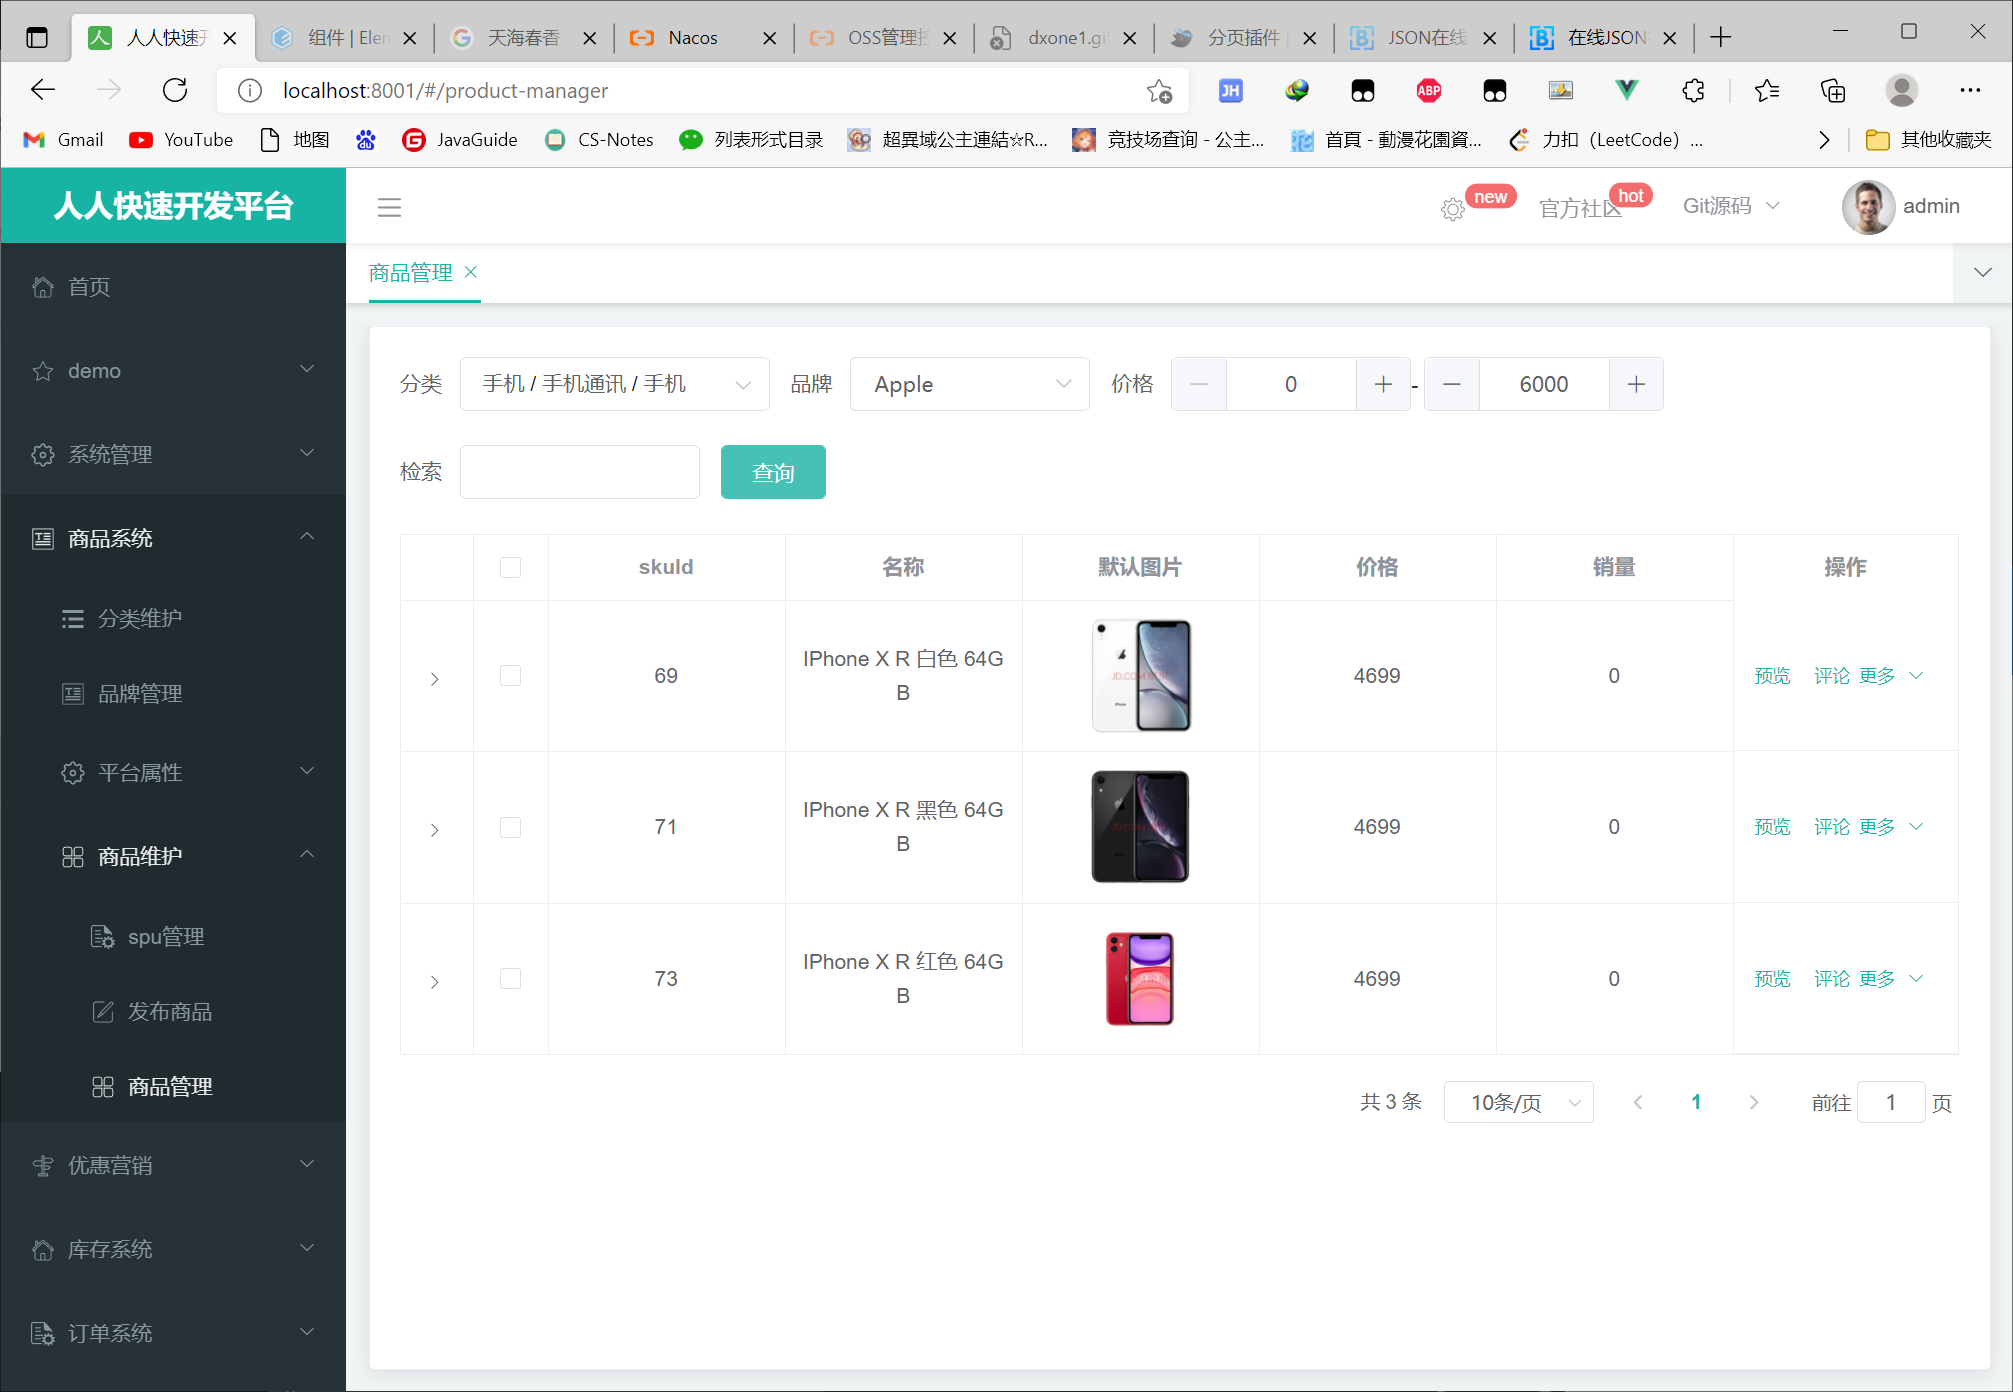 人人快速开
组件 | Elen
天海春香
Nacos
OSS管理控
dxone1.git
分页插件
JSON在线
在线JSON
localhost:8001/#/product-manager
Gmail
YouTube
地图
JavaGuide
CS-Notes
列表形式目录
超異域公主連結☆R...
竞技场查询 - 公主...
首頁 - 動漫花園資...
力扣（LeetCode）...
其他收藏夹
人人快速开发平台
new
官方社区
hot
Git源码
admin
首页
demo
系统管理
商品系统
分类维护
品牌管理
平台属性
商品维护
spu管理
发布商品
商品管理
优惠营销
库存系统
订单系统
商品管理
分类 手机 / 手机通讯 / 手机 品牌 Apple 价格 0 - 6000
检索 查询
skuId 名称 默认图片 价格 销量 操作
69 IPhone X R 白色 64G
B 4699 0 预览 评论 更多
71 IPhone X R 黑色 64G
B 4699 0 预览 评论 更多
73 IPhone X R 红色 64G
B 4699 0 预览 评论 更多
共 3 条 10条/页 1 前往 1 页